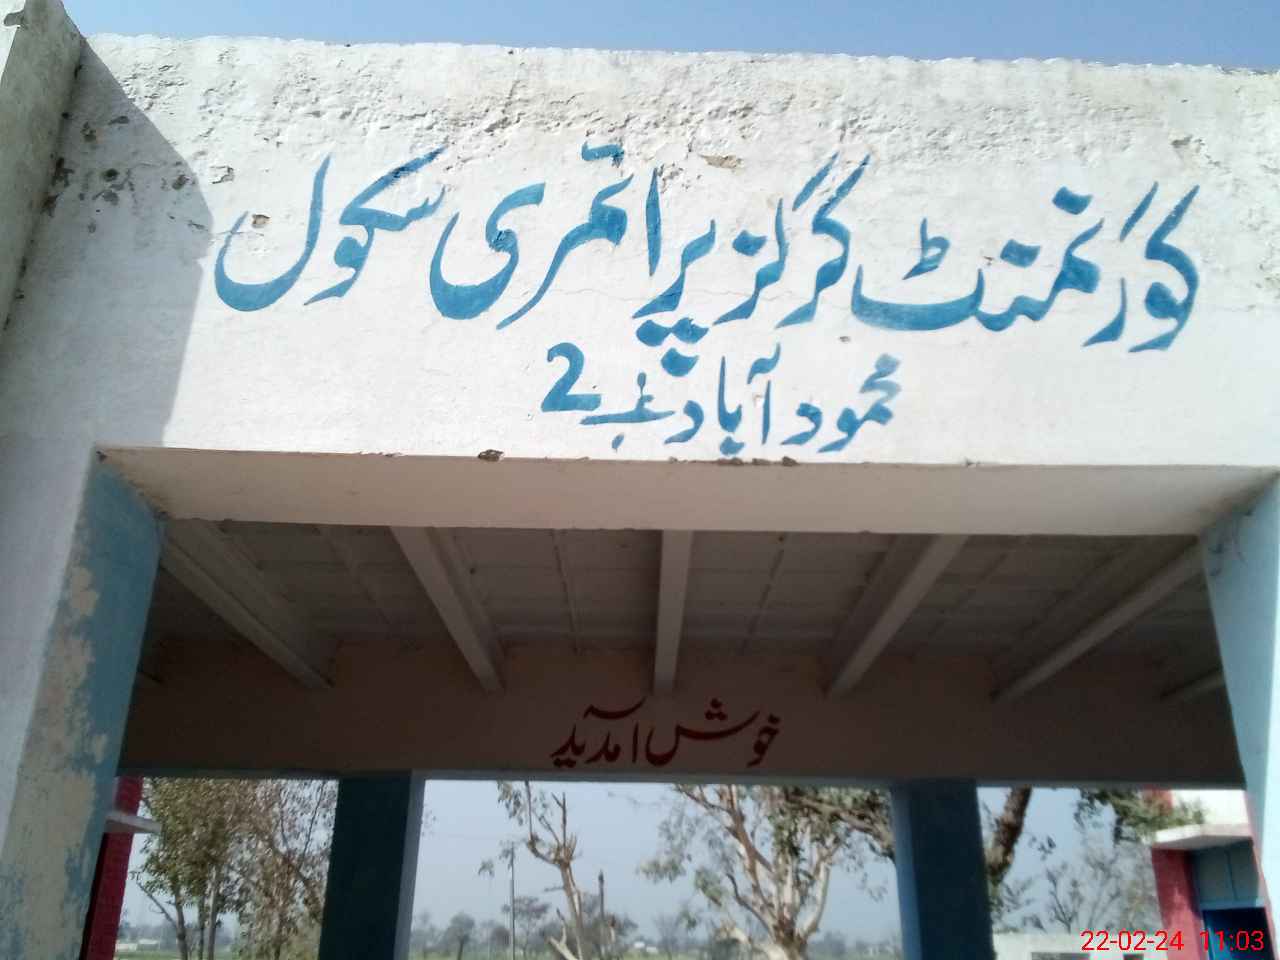 گورنمنٹ گرلز پرائمری سکول
محمود آباد نمبر 2
خوش آمدید
22-02-24 11:03